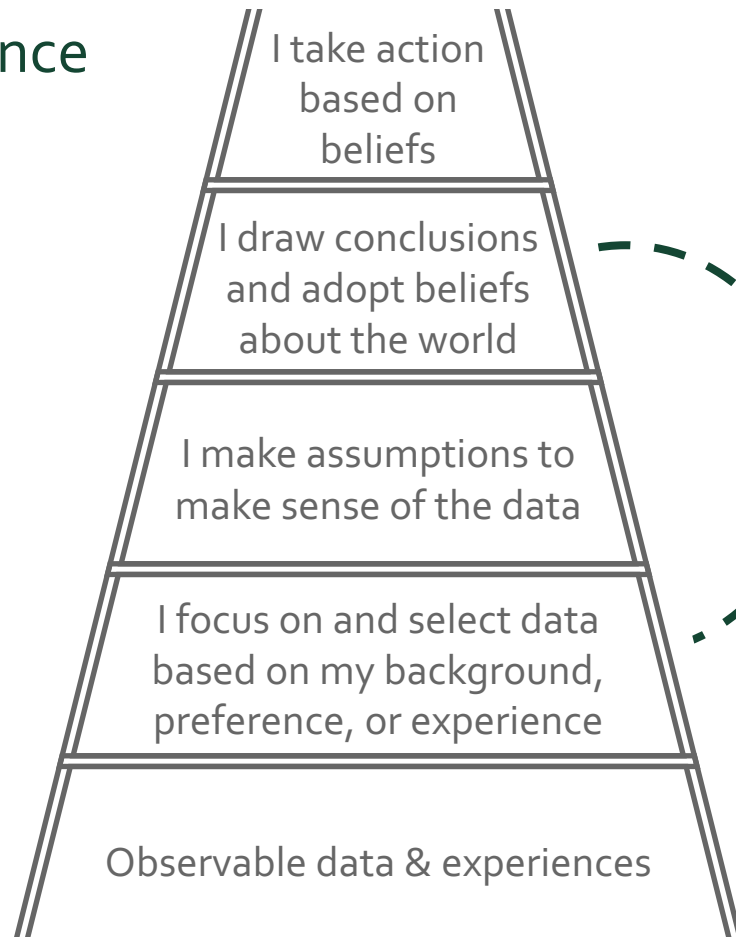 nce
I take action
based on
beliefs
I draw conclusions
and adopt beliefs
about the world
I make assumptions to
make sense of the data
I focus on and select data
based on my background,
preference, or experience
Observable data & experiences